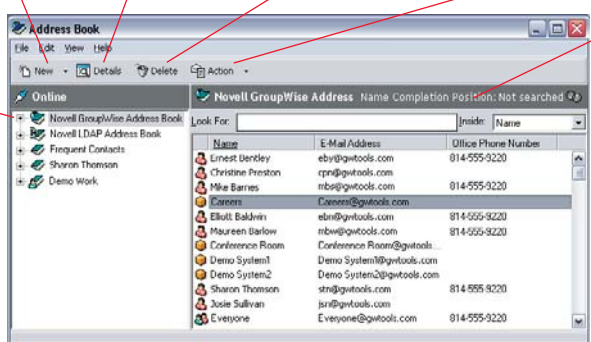 Address Book
File Edit View Help
New Details Delete Action
Online
Novell GroupWise Address Name Completion Position: Not searched
Novell GroupWise Address Book
Novell LDAP Address Book
Frequent Contacts
Sharon Thomson
Demo Work
Look For: Inside: Name
Name E-Mail Address Office Phone Number
Ernest Bentley eby@gwtools.com 814-555-9220
Christine Preston cpn@gwtools.com
Mike Barnes mbs@gwtools.com 814-555-9220
Careers Careers@gwtools.com
Elliott Baldwin ebn@gwtools.com 814-555-9220
Maureen Barlow mbw@gwtools.com 814-555-9220
Conference Room Conference Room@gwtools...
Demo System1 Demo System1@gwtools.com
Demo System2 Demo System2@gwtools.com
Sharon Thomson stn@gwtools.com 814-555-9220
Josie Sullivan jsn@gwtools.com
Everyone Everyone@gwtools.com 814-555-9220